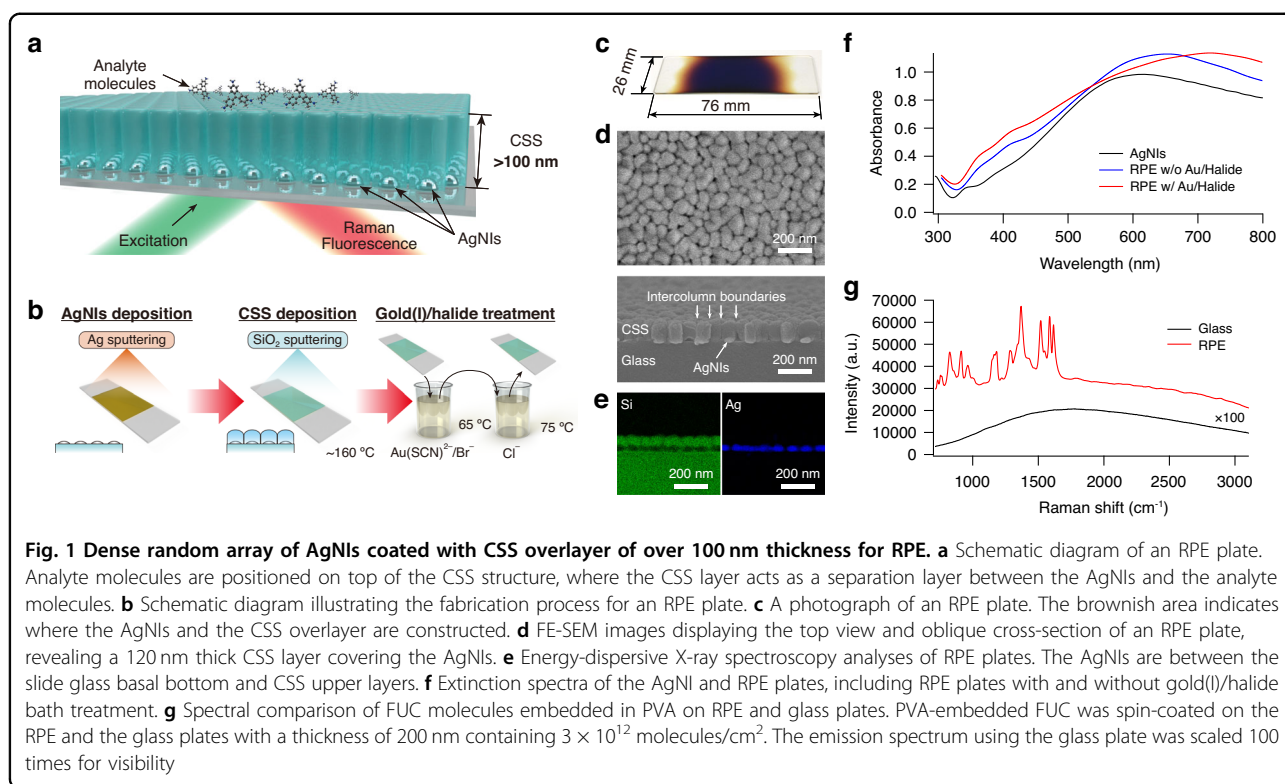 a
Analyte
molecules
CSS
>100 nm
Excitation
Raman
Fluorescence
AgNIs
b
AgNIs deposition
CSS deposition
Gold(I)/halide treatment
Ag sputtering
SiO2 sputtering
65 ºC
75 ºC
~160 ºC
Au(SCN)2−/Br−
Cl−
c
26 mm
76 mm
d
200 nm
Intercolumn boundaries
CSS
Glass
AgNIs
200 nm
e
Si
Ag
200 nm
200 nm
f
Absorbance
1.0
0.8
0.6
0.4
0.2
0.0
AgNIs
RPE w/o Au/Halide
RPE w/ Au/Halide
300 400 500 600 700 800
Wavelength (nm)
g
Intensity (a.u.)
70000
60000
50000
40000
30000
20000
10000
0
Glass
RPE
×100
1000 1500 2000 2500 3000
Raman shift (cm-1)
Fig. 1 Dense random array of AgNIs coated with CSS overlayer of over 100 nm thickness for RPE. a Schematic diagram of an RPE plate.
Analyte molecules are positioned on top of the CSS structure, where the CSS layer acts as a separation layer between the AgNIs and the analyte
molecules. b Schematic diagram illustrating the fabrication process for an RPE plate. c A photograph of an RPE plate. The brownish area indicates
where the AgNIs and the CSS overlayer are constructed. d FE-SEM images displaying the top view and oblique cross-section of an RPE plate,
revealing a 120 nm thick CSS layer covering the AgNIs. e Energy-dispersive X-ray spectroscopy analyses of RPE plates. The AgNIs are between the
slide glass basal bottom and CSS upper layers. f Extinction spectra of the AgNI and RPE plates, including RPE plates with and without gold(I)/halide
bath treatment. g Spectral comparison of FUC molecules embedded in PVA on RPE and glass plates. PVA-embedded FUC was spin-coated on the
RPE and the glass plates with a thickness of 200 nm containing 3 × 10¹² molecules/cm². The emission spectrum using the glass plate was scaled 100
times for visibility